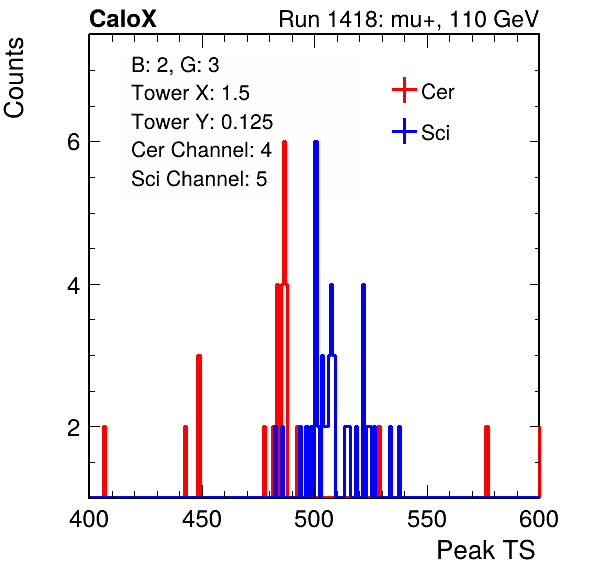 CaloX Run 1418: mu+, 110 GeV
Counts
B: 2, G: 3
Tower X: 1.5
Tower Y: 0.125
Cer Channel: 4
Sci Channel: 5
Cer
Sci
6
4
2
400 450 500 550 600
Peak TS